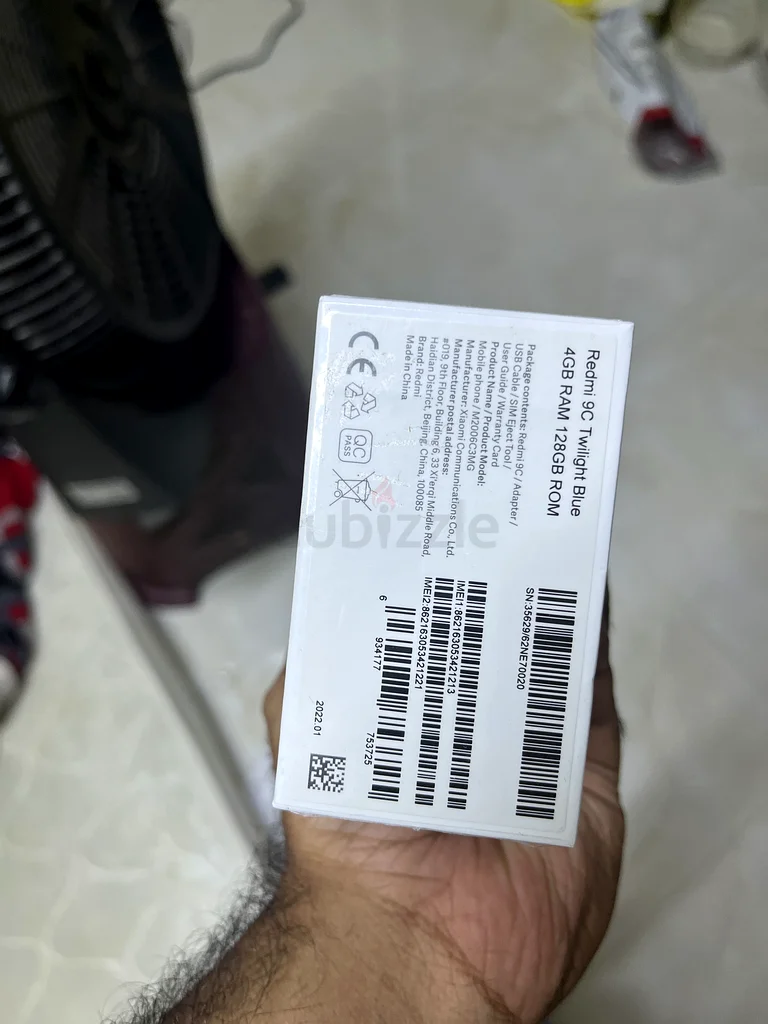 Redmi 9C Twilight Blue
4GB RAM 128GB ROM
Package contents: Redmi 9C / Adapter /
USB Cable / SIM Eject Tool /
User Guide / Warranty Card
Product Name / Product Model:
Mobile phone / M2006C3MG
Manufacturer: Xiaomi Communications Co., Ltd.
Manufacturer postal address:
#019, 9th Floor, Building 6, 33 Xi'erqi Middle Road,
Haidian District, Beijing, China, 100085
Brand: Redmi
Made in China
CE
QC
PASS
SN:35629/62NE70020
IMEI1:862163053421213
IMEI2:862163053421221
6 934177 753725
2022.01
dubizzle